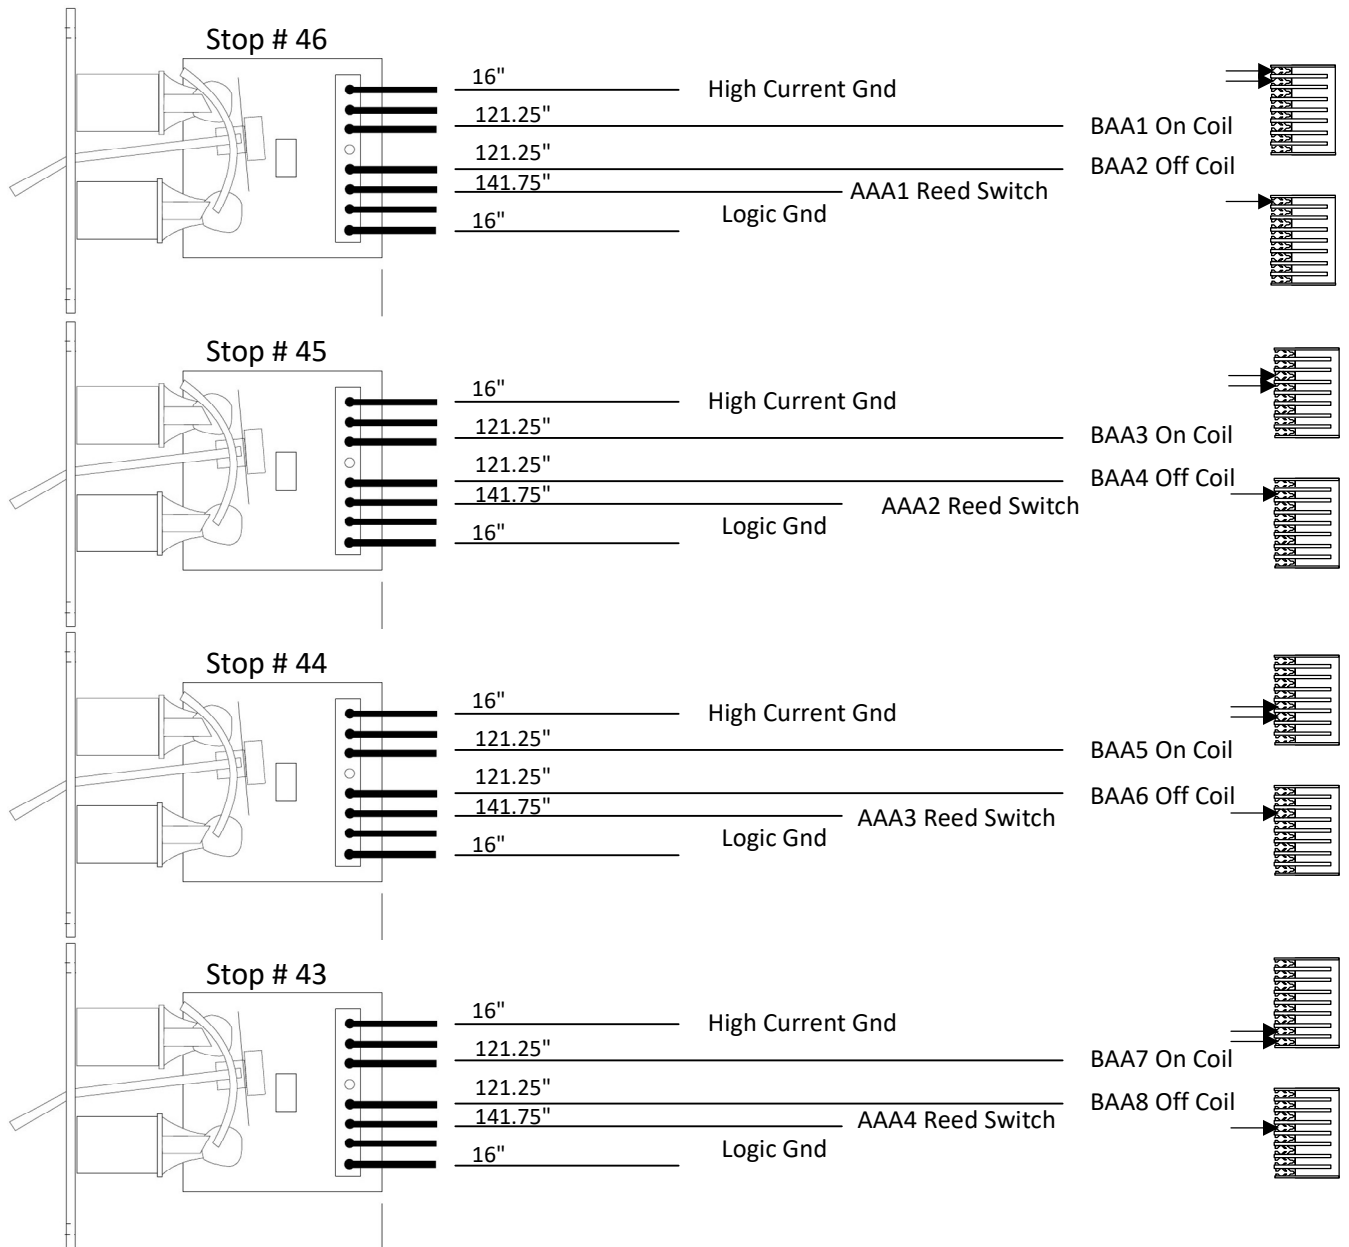 Stop # 46
16"
High Current Gnd
121.25"
BAA1 On Coil
121.25"
BAA2 Off Coil
141.75"
AAA1 Reed Switch
Logic Gnd
16"
Stop # 45
16"
High Current Gnd
121.25"
BAA3 On Coil
121.25"
BAA4 Off Coil
141.75"
AAA2 Reed Switch
Logic Gnd
16"
Stop # 44
16"
High Current Gnd
121.25"
BAA5 On Coil
121.25"
BAA6 Off Coil
141.75"
AAA3 Reed Switch
Logic Gnd
16"
Stop # 43
16"
High Current Gnd
121.25"
BAA7 On Coil
121.25"
BAA8 Off Coil
141.75"
AAA4 Reed Switch
Logic Gnd
16"